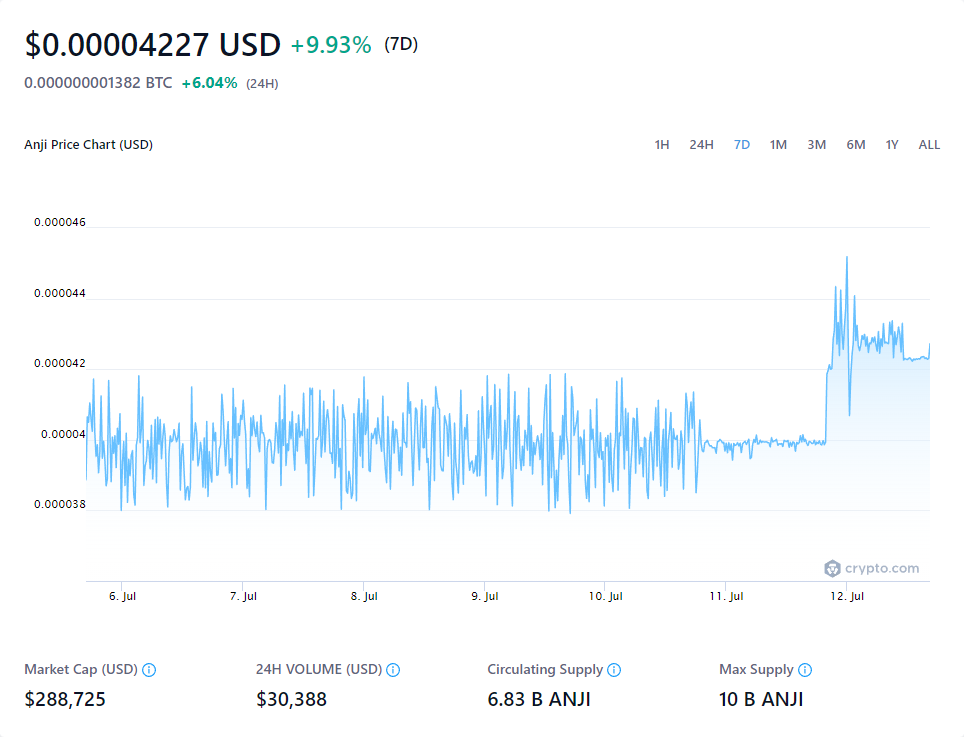 $0.00004227 USD +9.93% (7D)
0.000000001382 BTC +6.04% (24H)
Anji Price Chart (USD)
1H 24H 7D 1M 3M 6M 1Y ALL
0.000046
0.000044
0.000042
0.00004
0.000038
crypto.com
6. Jul 7. Jul 8. Jul 9. Jul 10. Jul 11. Jul 12. Jul
Market Cap (USD) 24H VOLUME (USD) Circulating Supply Max Supply
$288,725 $30,388 6.83 B ANJI 10 B ANJI